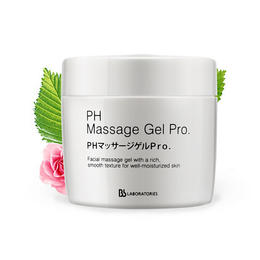 PH
Massage Gel Pro.
PHマッサージゲルPro.
Facial massage gel with a rich,
smooth texture for well-moisturized skin
Bb LABORATORIES